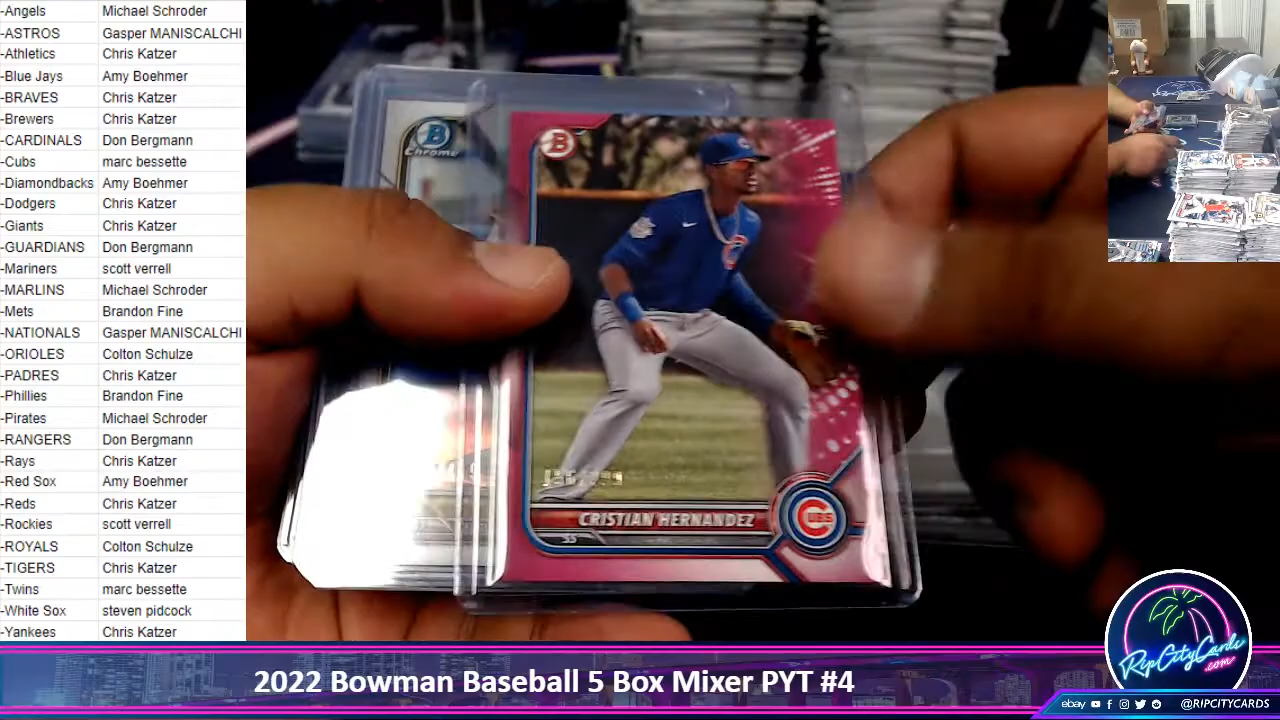 -Angels Michael Schroder
-ASTROS Gasper MANISCALCHI
-Athletics Chris Katzer
-Blue Jays Amy Boehmer
-BRAVES Chris Katzer
-Brewers Chris Katzer
-CARDINALS Don Bergmann
-Cubs marc bessette
-Diamondbacks Amy Boehmer
-Dodgers Chris Katzer
-Giants Chris Katzer
-GUARDIANS Don Bergmann
-Mariners scott verrell
-MARLINS Michael Schroder
-Mets Brandon Fine
-NATIONALS Gasper MANISCALCHI
-ORIOLES Colton Schulze
-PADRES Chris Katzer
-Phillies Brandon Fine
-Pirates Michael Schroder
-RANGERS Don Bergmann
-Rays Chris Katzer
-Red Sox Amy Boehmer
-Reds Chris Katzer
-Rockies scott verrell
-ROYALS Colton Schulze
-TIGERS Chris Katzer
-Twins marc bessette
-White Sox steven pidcock
-Yankees Chris Katzer
B
Chrome
B
CRISTIAN HERNANDEZ
SS
CUBS
RipCityCards
.com
2022 Bowman Baseball 5 Box Mixer PYT #4
ebay @RIPCITYCARDS